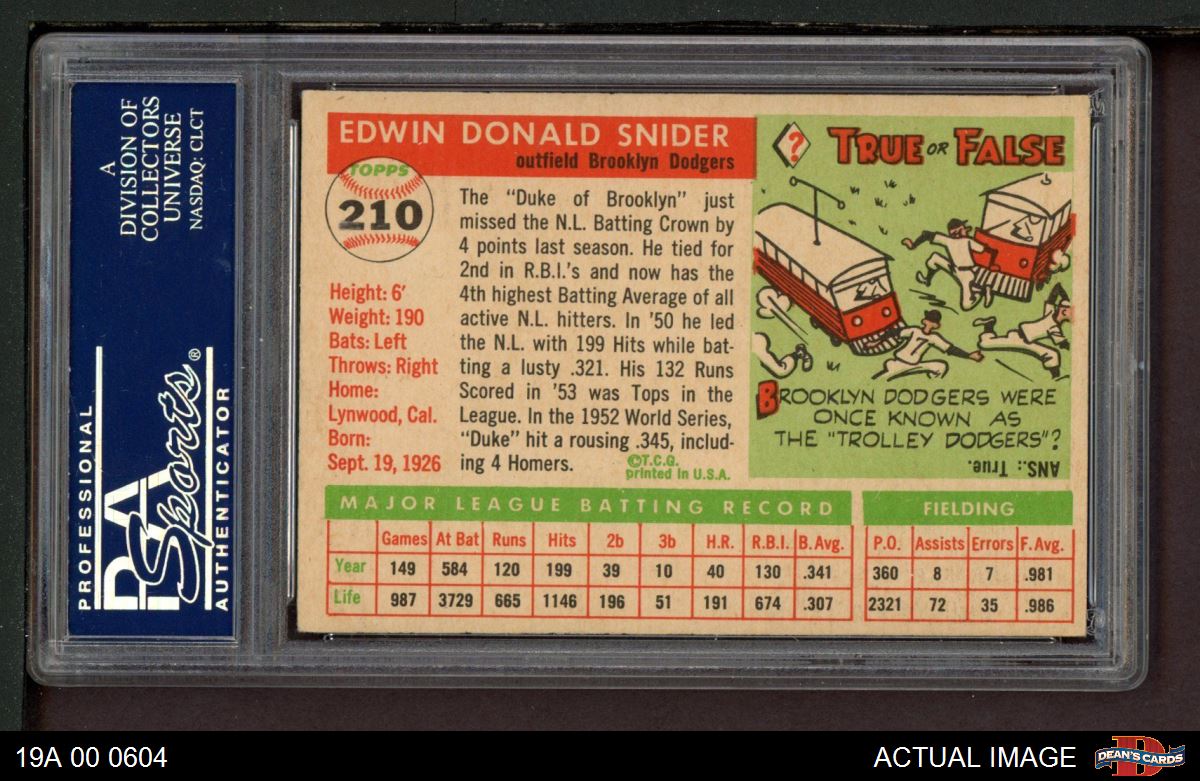 A
DIVISION OF
COLLECTORS
UNIVERSE
NASDAQ: CLCT
PROFESSIONAL
PSA
Sports®
AUTHENTICATOR
EDWIN DONALD SNIDER
outfield Brooklyn Dodgers
TOPPS
210
Height: 6'
Weight: 190
Bats: Left
Throws: Right
Home:
Lynwood, Cal.
Born:
Sept. 19, 1926
The "Duke of Brooklyn" just
missed the N.L. Batting Crown by
4 points last season. He tied for
2nd in R.B.I.'s and now has the
4th highest Batting Average of all
active N.L. hitters. In '50 he led
the N.L. with 199 Hits while bat-
ting a lusty .321. His 132 Runs
Scored in '53 was Tops in the
League. In the 1952 World Series,
"Duke" hit a rousing .345, includ-
ing 4 Homers.
©T.C.G.
printed in U.S.A.
? TRUE OR FALSE
BROOKLYN DODGERS WERE
ONCE KNOWN AS
THE "TROLLEY DODGERS"?
ANS.: True.
MAJOR LEAGUE BATTING RECORD
Games At Bat Runs Hits 2b 3b H.R. R.B.I. B.Avg.
Year 149 584 120 199 39 10 40 130 .341
Life 987 3729 665 1146 196 51 191 674 .307
FIELDING
P.O. Assists Errors F.Avg.
360 8 7 .981
2321 72 35 .986
19A 00 0604
ACTUAL IMAGE
D
DEAN'S CARDS